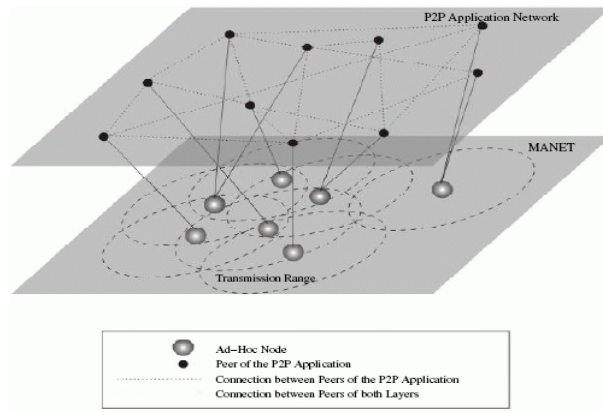 P2P Application Network
MANET
Transmission Range
Ad-Hoc Node
Peer of the P2P Application
Connection between Peers of the P2P Application
Connection between Peers of both Layers